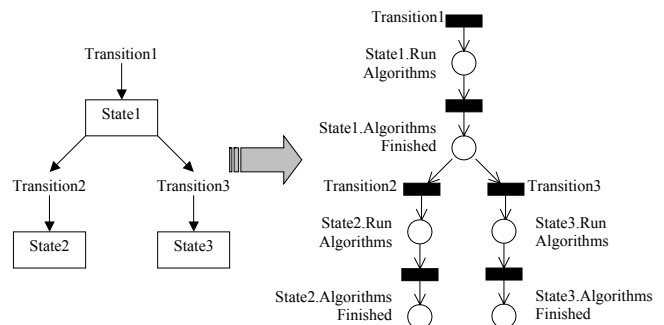 Transition1
State1
Transition2
Transition3
State2
State3
Transition1
State1.Run
Algorithms
State1.Algorithms
Finished
Transition2
Transition3
State2.Run
Algorithms
State3.Run
Algorithms
State2.Algorithms
Finished
State3.Algorithms
Finished